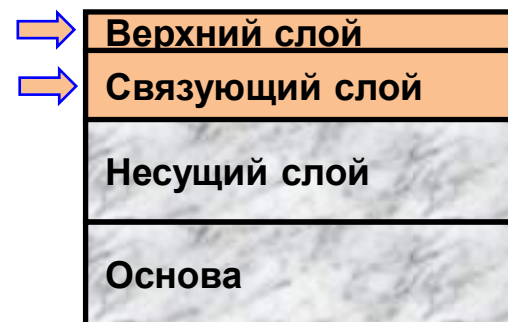 Верхний слой
Связующий слой
Несущий слой
Основа